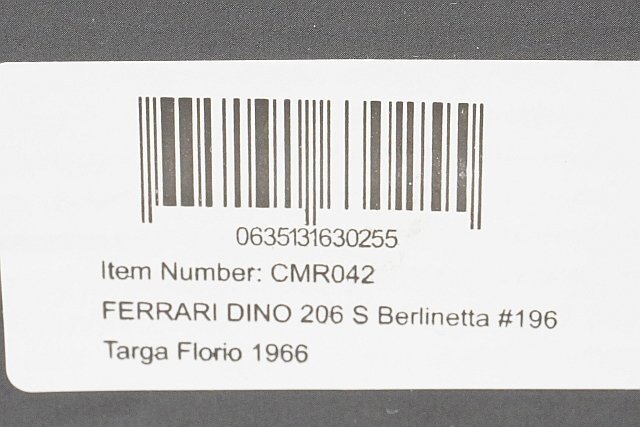 0635131630255
Item Number: CMR042
FERRARI DINO 206 S Berlinetta #196
Targa Florio 1966